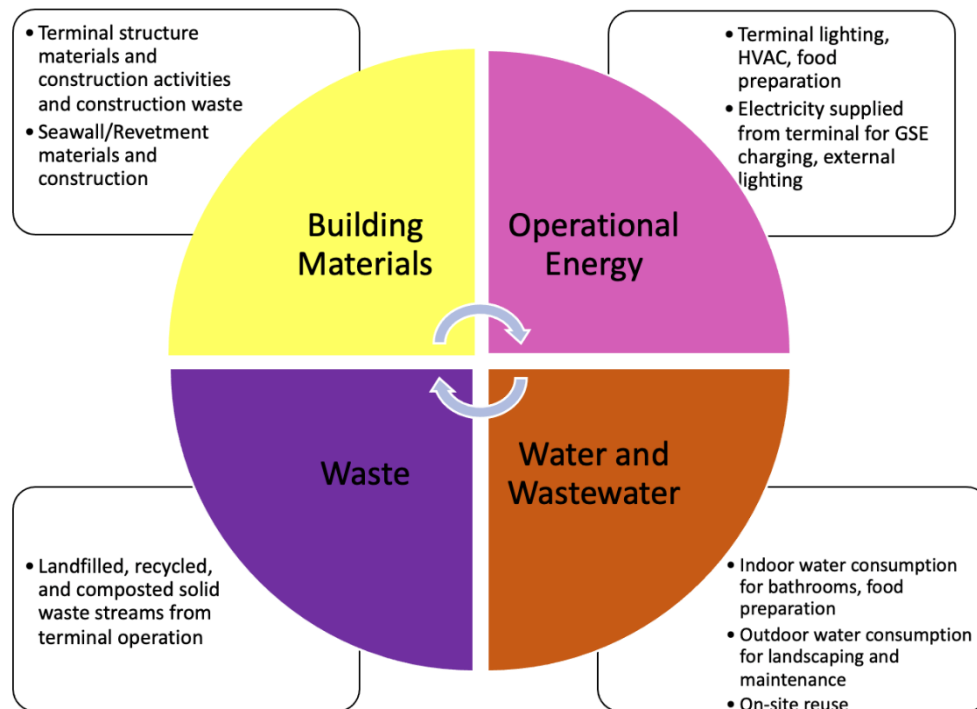 • Terminal structure
materials and
construction activities
and construction waste
• Seawall/Revetment
materials and
construction
• Terminal lighting,
HVAC, food
preparation
• Electricity supplied
from terminal for GSE
charging, external
lighting
Building
Materials
Operational
Energy
Waste
Water and
Wastewater
• Landfilled, recycled,
and composted solid
waste streams from
terminal operation
• Indoor water consumption
for bathrooms, food
preparation
• Outdoor water consumption
for landscaping and
maintenance
• On-site reuse